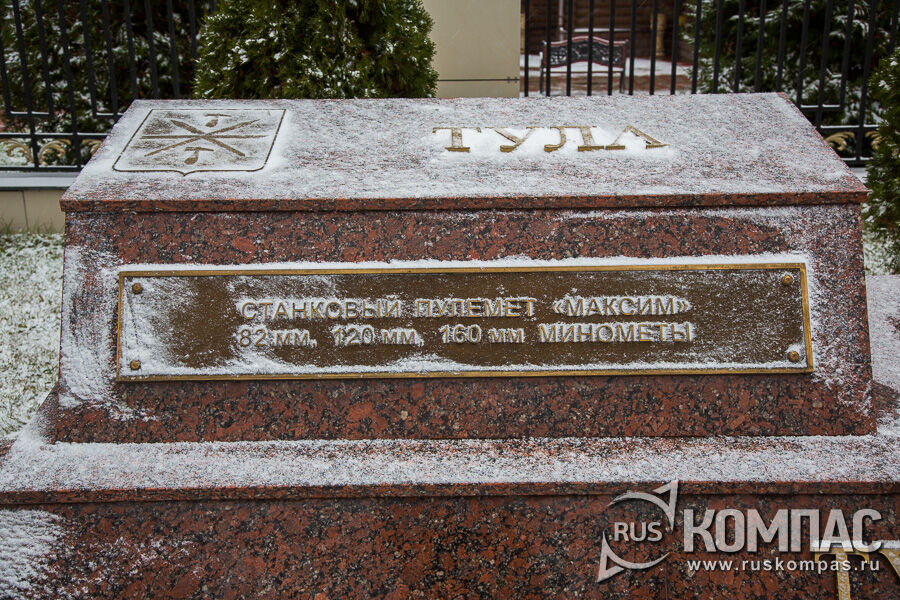 ТУЛА
СТАНКОВЫЙ ПУЛЕМЕТ «МАКСИМ»
82 ММ, 120 ММ, 160 ММ МИНОМЕТЫ
RUS КОМПАС
www.ruskompas.ru